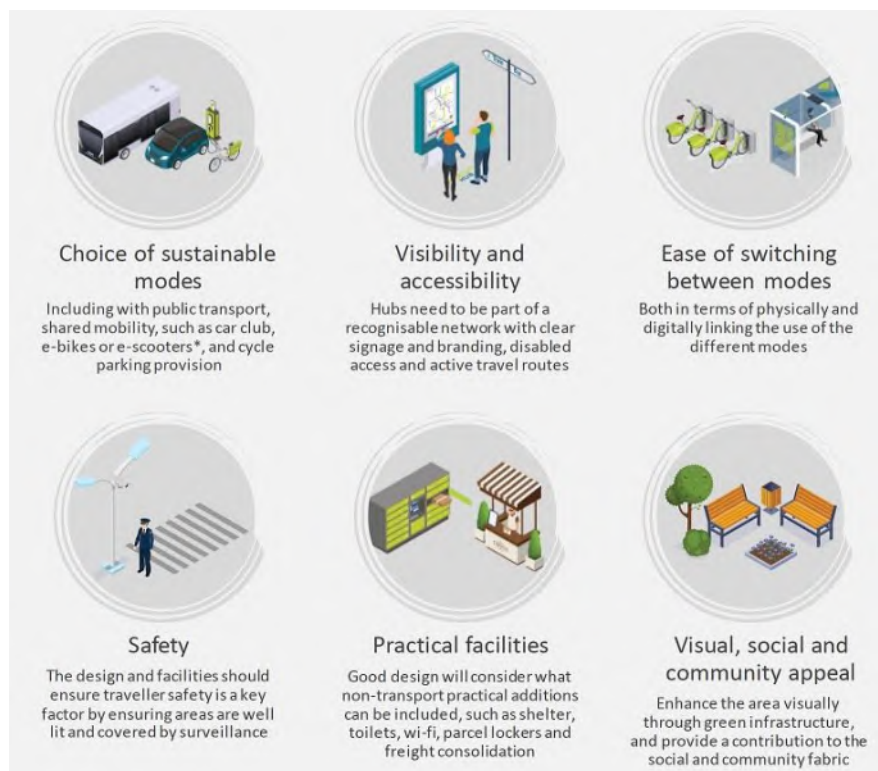 Choice of sustainable
modes
Including with public transport,
shared mobility, such as car club,
e-bikes or e-scooters*, and cycle
parking provision
Visibility and
accessibility
Hubs need to be part of a
recognisable network with clear
signage and branding, disabled
access and active travel routes
Ease of switching
between modes
Both in terms of physically and
digitally linking the use of the
different modes
Safety
The design and facilities should
ensure traveller safety is a key
factor by ensuring areas are well
lit and covered by surveillance
Practical facilities
Good design will consider what
non-transport practical additions
can be included, such as shelter,
toilets, wi-fi, parcel lockers and
freight consolidation
Visual, social and
community appeal
Enhance the area visually
through green infrastructure,
and provide a contribution to the
social and community fabric